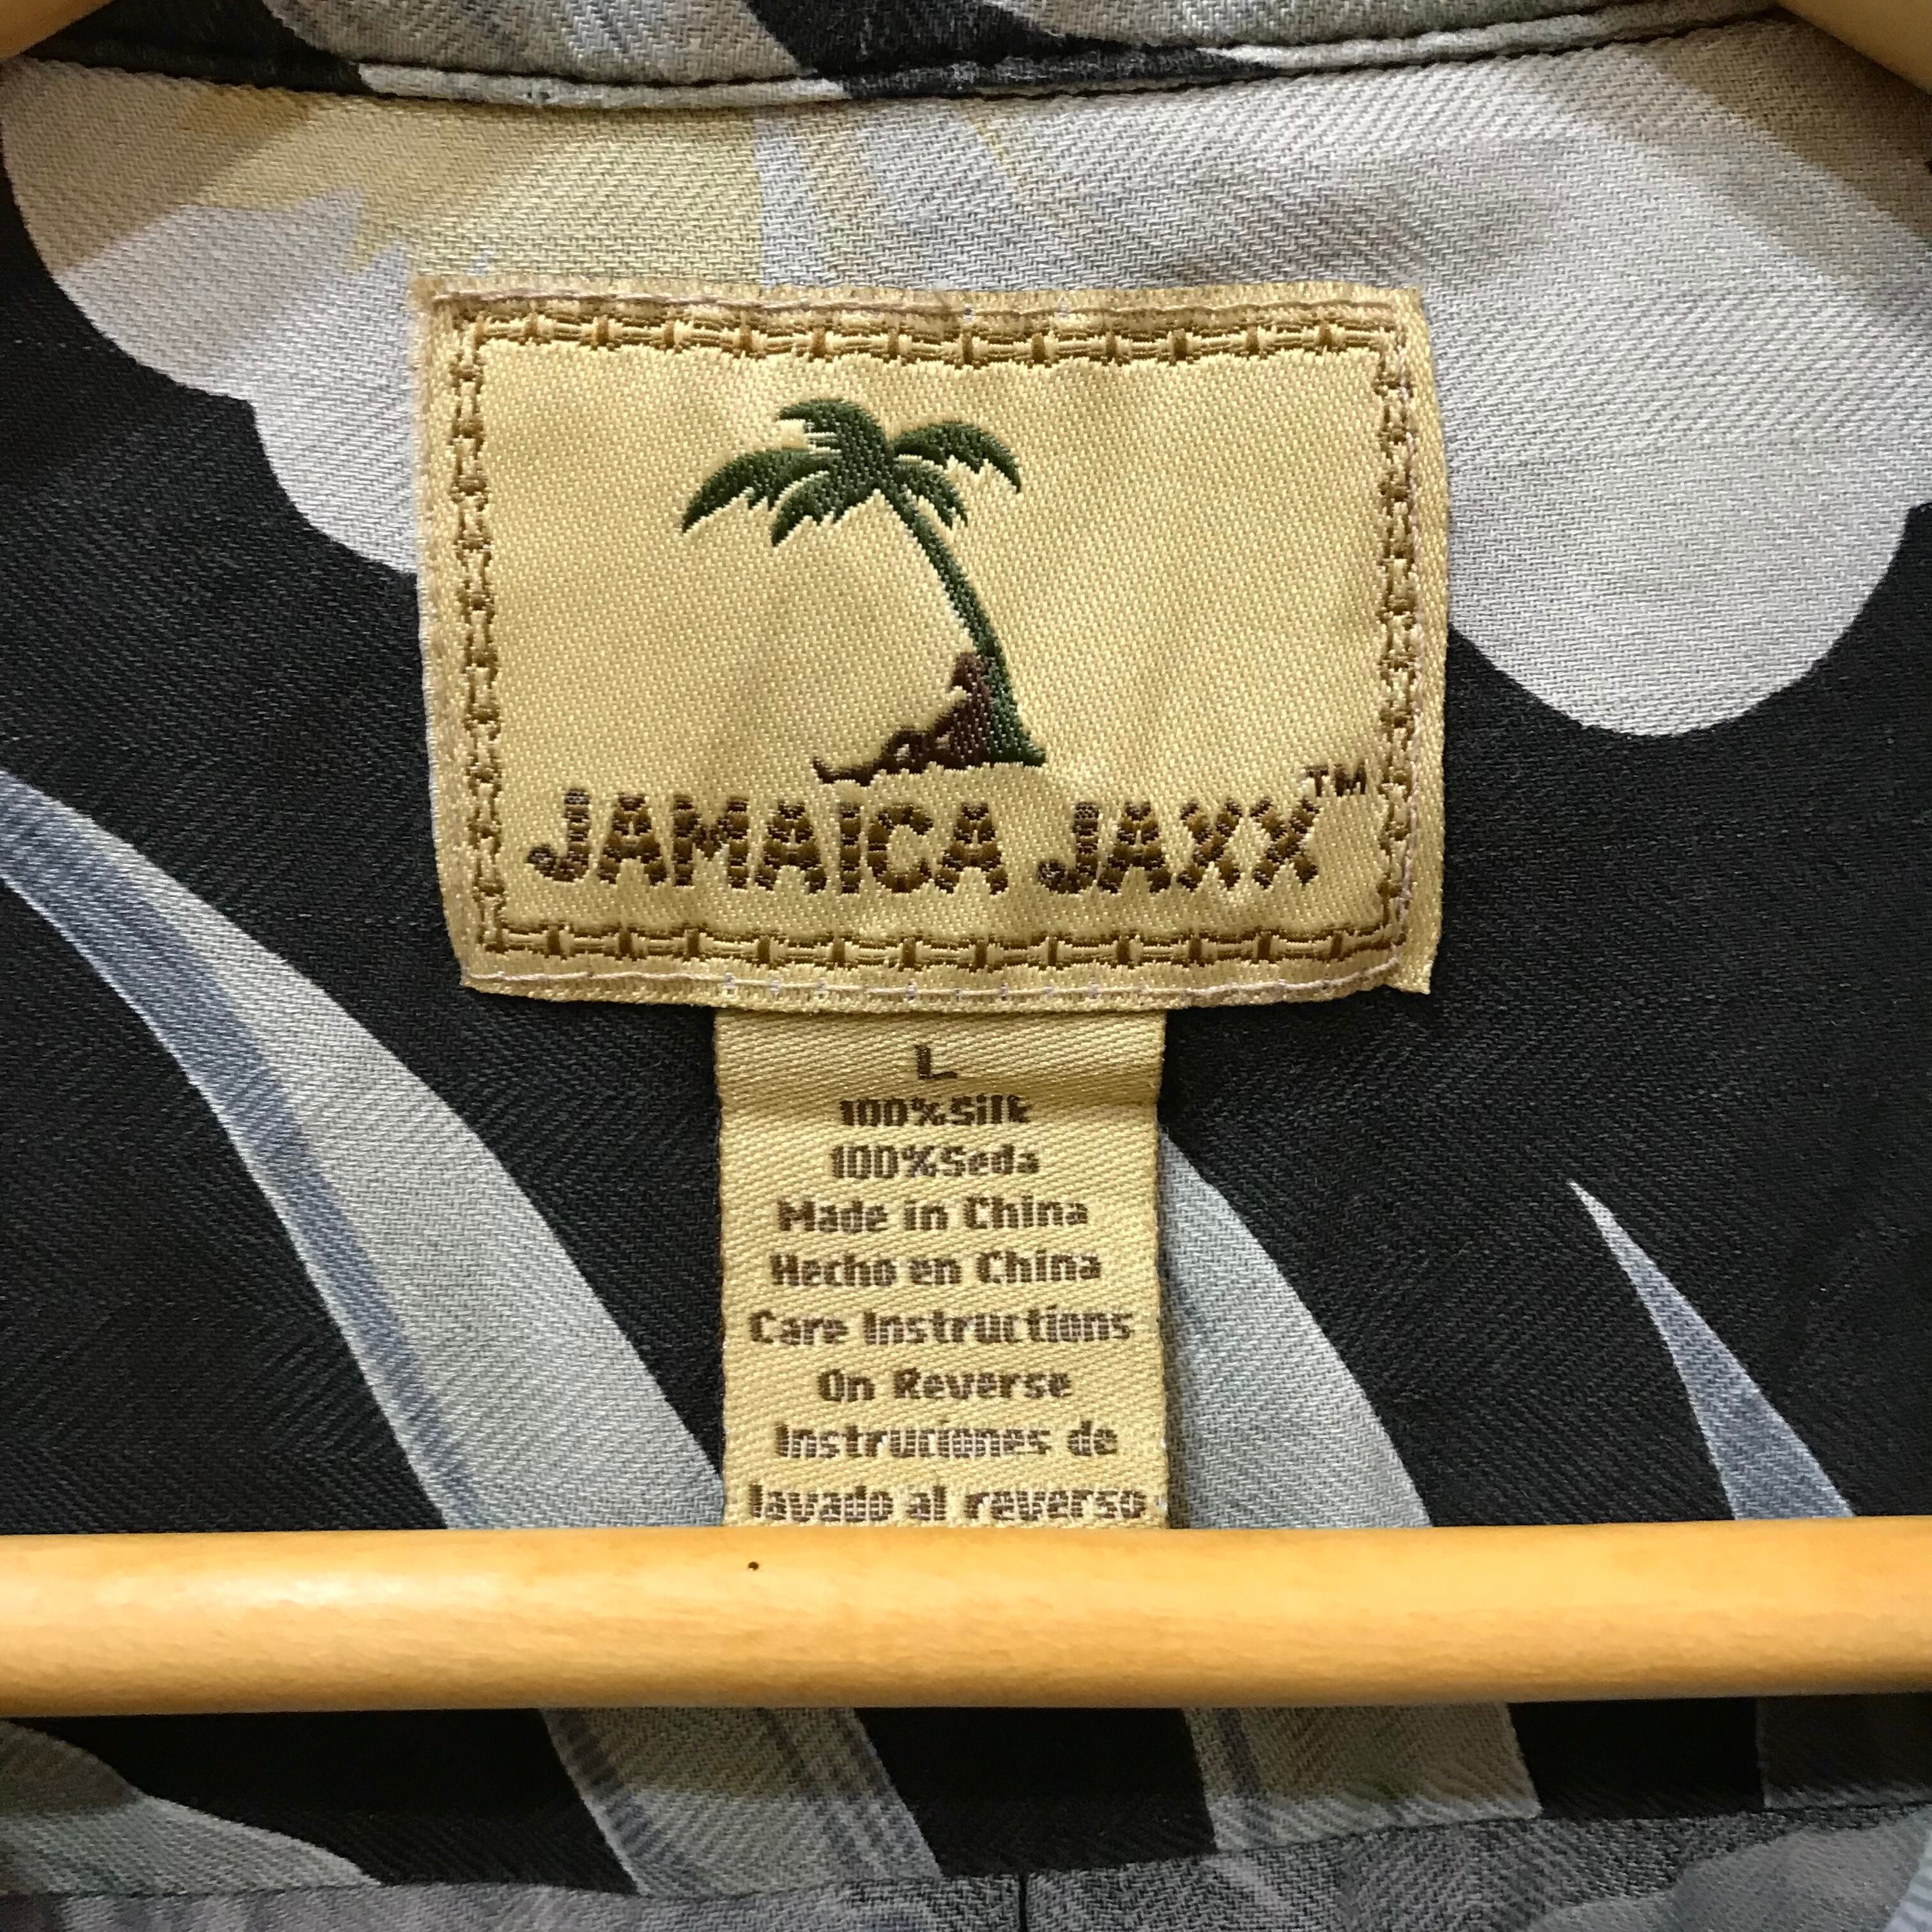 JAMAICA JAXX™
L
100%Silk
100%Seda
Made in China
Hecho en China
Care Instructions
On Reverse
Instruciones de
lavado al reverso